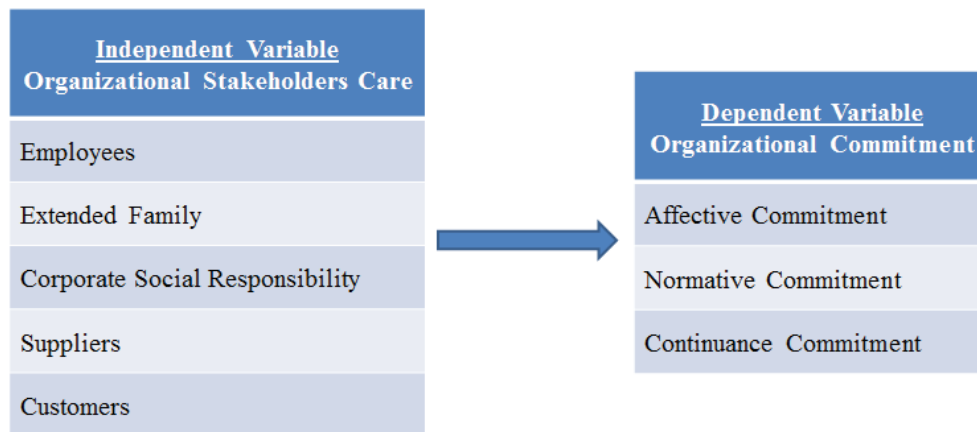 Independent Variable
Organizational Stakeholders Care
Employees
Extended Family
Corporate Social Responsibility
Suppliers
Customers
Dependent Variable
Organizational Commitment
Affective Commitment
Normative Commitment
Continuance Commitment